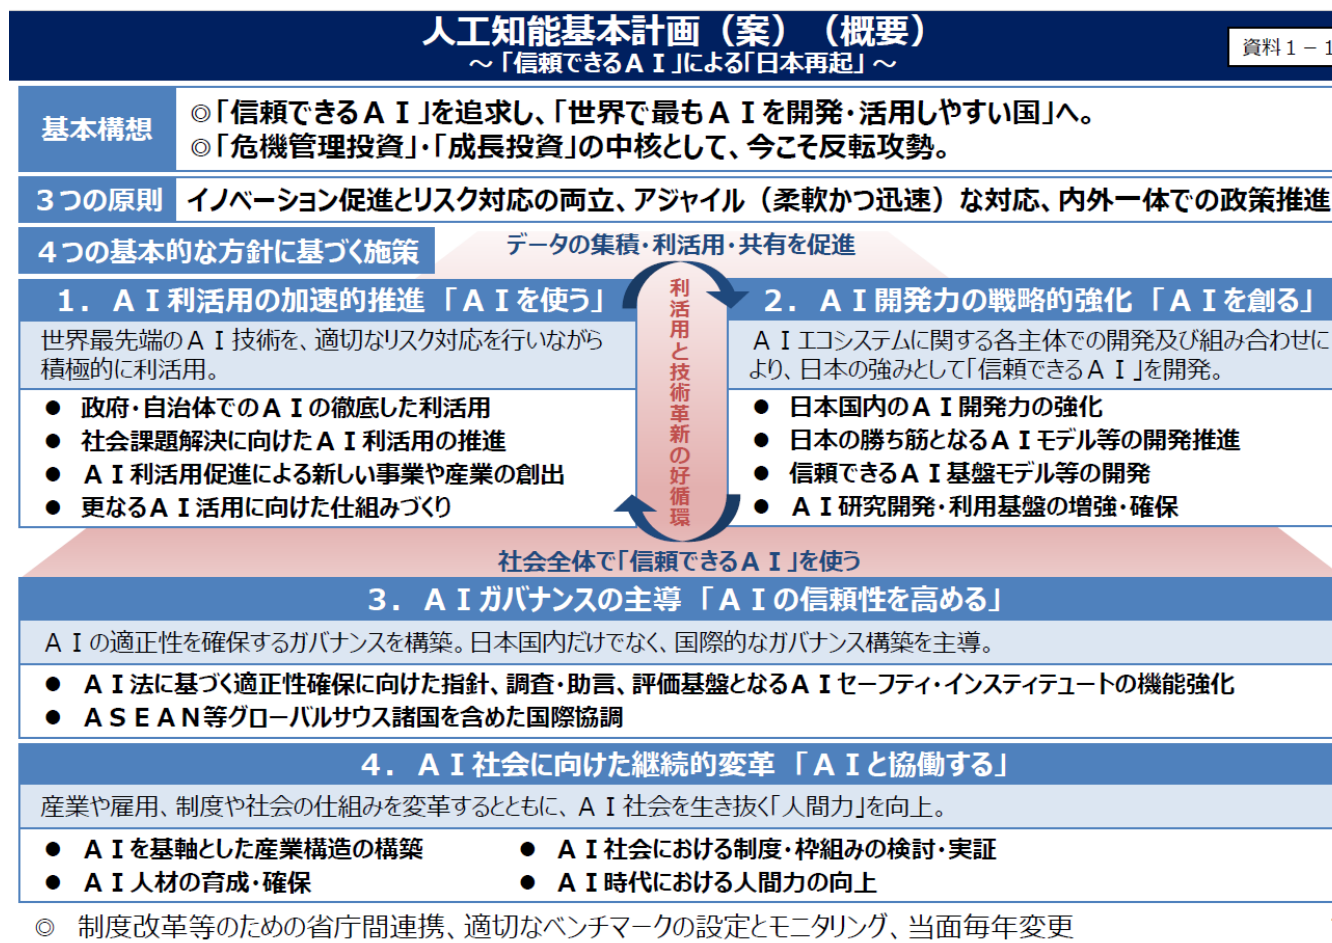 人工知能基本計画（案）（概要）
～「信頼できるＡＩ」による「日本再起」～
資料１－１
基本構想
◎「信頼できるＡＩ」を追求し、「世界で最もＡＩを開発・活用しやすい国」へ。
◎「危機管理投資」・「成長投資」の中核として、今こそ反転攻勢。
３つの原則
イノベーション促進とリスク対応の両立、アジャイル（柔軟かつ迅速）な対応、内外一体での政策推進
４つの基本的な方針に基づく施策
データの集積・利活用・共有を促進
１．ＡＩ利活用の加速的推進「ＡＩを使う」
世界最先端のＡＩ技術を、適切なリスク対応を行いながら
積極的に利活用。
● 政府・自治体でのＡＩの徹底した利活用
● 社会課題解決に向けたＡＩ利活用の推進
● ＡＩ利活用促進による新しい事業や産業の創出
● 更なるＡＩ活用に向けた仕組みづくり
利活用と技術革新の好循環
２．ＡＩ開発力の戦略的強化「ＡＩを創る」
ＡＩエコシステムに関する各主体での開発及び組み合わせに
より、日本の強みとして「信頼できるＡＩ」を開発。
● 日本国内のＡＩ開発力の強化
● 日本の勝ち筋となるＡＩモデル等の開発推進
● 信頼できるＡＩ基盤モデル等の開発
● ＡＩ研究開発・利用基盤の増強・確保
社会全体で「信頼できるＡＩ」を使う
３．ＡＩガバナンスの主導「ＡＩの信頼性を高める」
ＡＩの適正性を確保するガバナンスを構築。日本国内だけでなく、国際的なガバナンス構築を主導。
● ＡＩ法に基づく適正性確保に向けた指針、調査・助言、評価基盤となるＡＩセーフティ・インスティテュートの機能強化
● ＡＳＥＡＮ等グローバルサウス諸国を含めた国際協調
４．ＡＩ社会に向けた継続的変革「ＡＩと協働する」
産業や雇用、制度や社会の仕組みを変革するとともに、ＡＩ社会を生き抜く「人間力」を向上。
● ＡＩを基軸とした産業構造の構築
● ＡＩ人材の育成・確保
● ＡＩ社会における制度・枠組みの検討・実証
● ＡＩ時代における人間力の向上
◎ 制度改革等のための省庁間連携、適切なベンチマークの設定とモニタリング、当面毎年変更